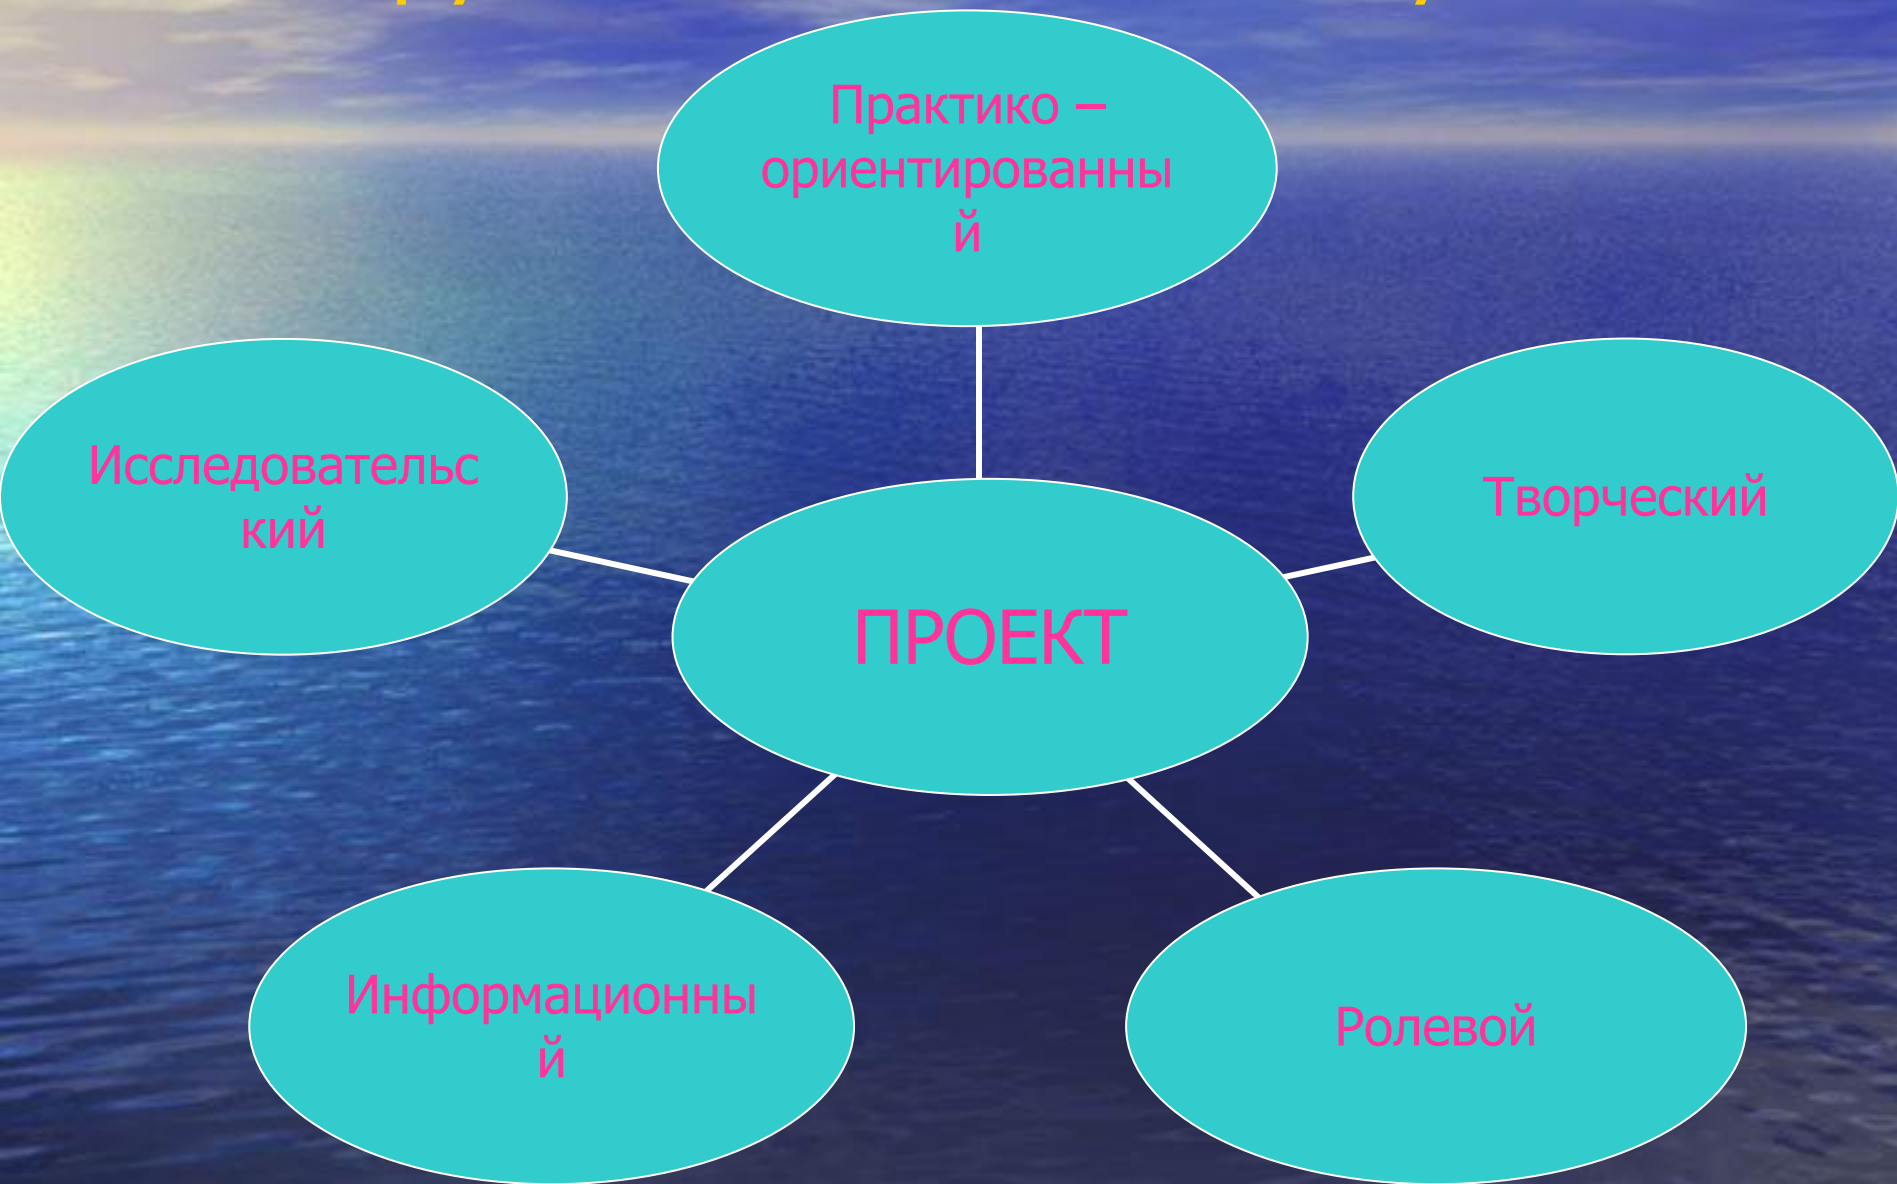 Практико –
ориентированны
й
Исследовательс
кий
Творческий
ПРОЕКТ
Информационны
й
Ролевой